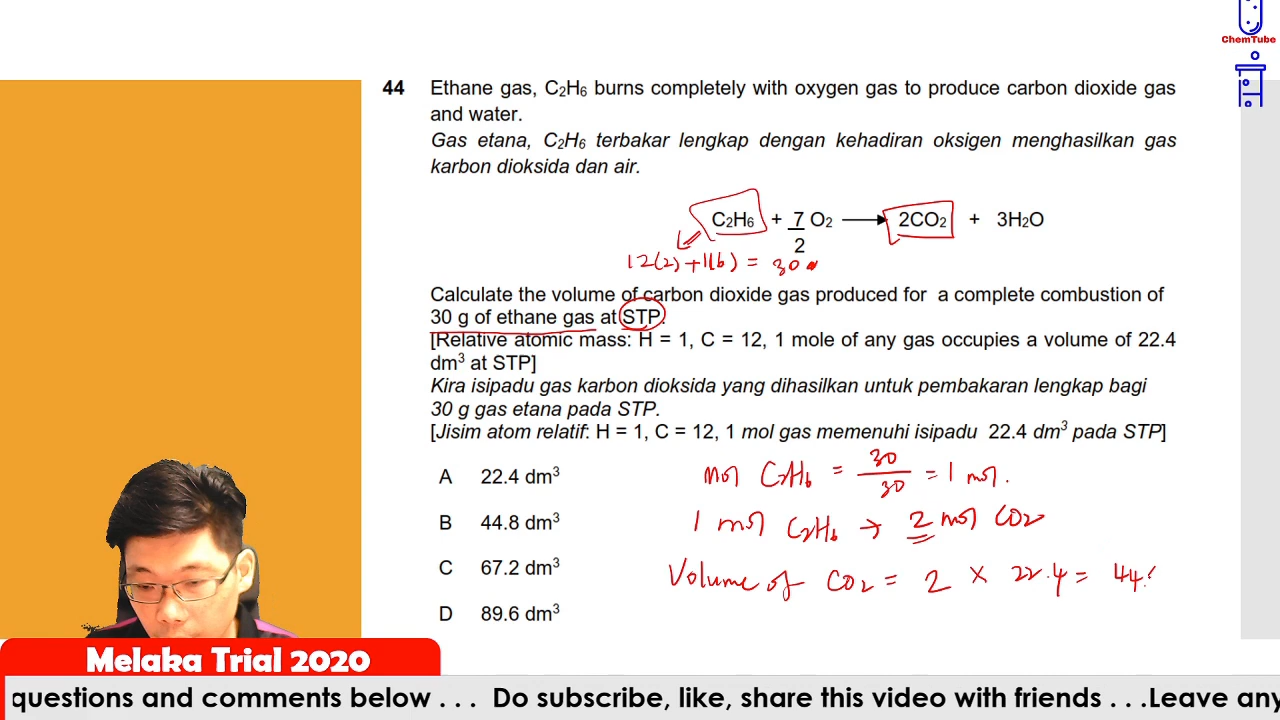 ChemTube
44 Ethane gas, C₂H₆ burns completely with oxygen gas to produce carbon dioxide gas
and water.
Gas etana, C₂H₆ terbakar lengkap dengan kehadiran oksigen menghasilkan gas
karbon dioksida dan air.
C₂H₆ + 7/2 O₂ → 2CO₂ + 3H₂O
12(2)+1(6) = 30
Calculate the volume of carbon dioxide gas produced for a complete combustion of
30 g of ethane gas at STP.
[Relative atomic mass: H = 1, C = 12, 1 mole of any gas occupies a volume of 22.4
dm³ at STP]
Kira isipadu gas karbon dioksida yang dihasilkan untuk pembakaran lengkap bagi
30 g gas etana pada STP.
[Jisim atom relatif: H = 1, C = 12, 1 mol gas memenuhi isipadu 22.4 dm³ pada STP]
mol C₂H₆ = 30/30 = 1 mol.
A 22.4 dm³
1 mol C₂H₆ → 2 mol CO₂
B 44.8 dm³
C 67.2 dm³
Volume of CO₂ = 2 × 22.4 = 44.
D 89.6 dm³
Melaka Trial 2020
questions and comments below . . . Do subscribe, like, share this video with friends . . .Leave any